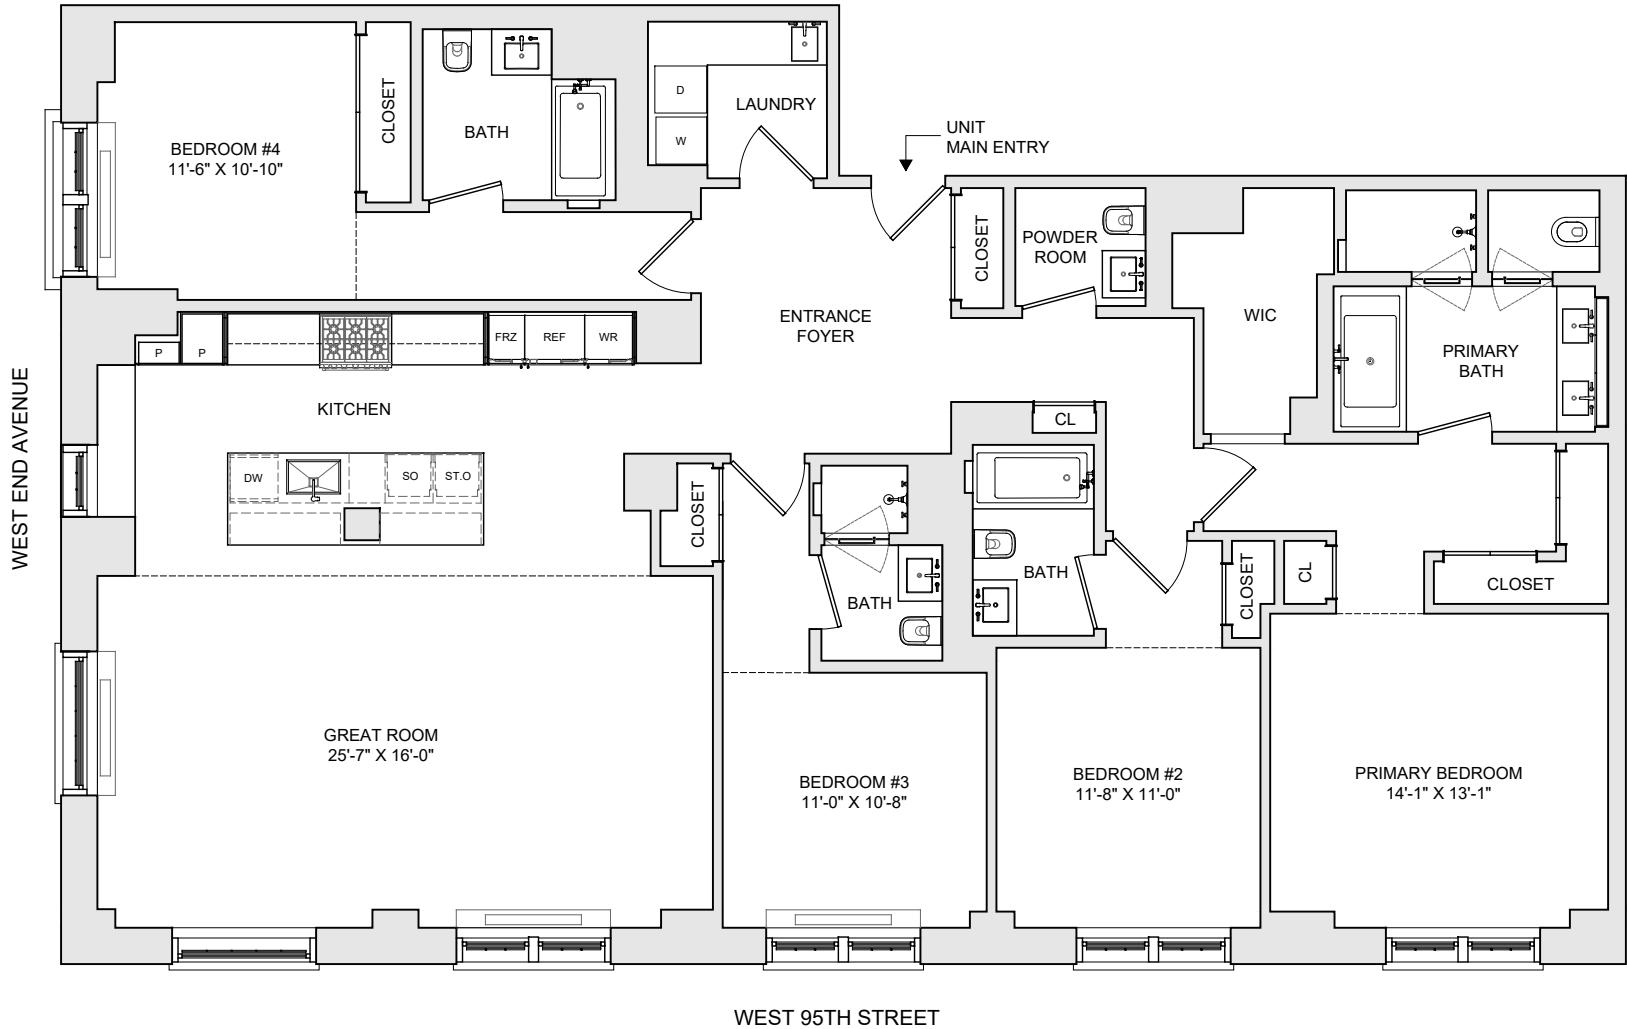 BEDROOM #4
11'-6" X 10'-10"
CLOSET
BATH
D
W
LAUNDRY
UNIT
MAIN ENTRY
CLOSET
POWDER
ROOM
WIC
PRIMARY
BATH
ENTRANCE
FOYER
P
P
FRZ
REF
WR
KITCHEN
DW
SO
ST.O
CL
CLOSET
BATH
BATH
CLOSET
CL
CLOSET
GREAT ROOM
25'-7" X 16'-0"
BEDROOM #3
11'-0" X 10'-8"
BEDROOM #2
11'-8" X 11'-0"
PRIMARY BEDROOM
14'-1" X 13'-1"
WEST END AVENUE
WEST 95TH STREET